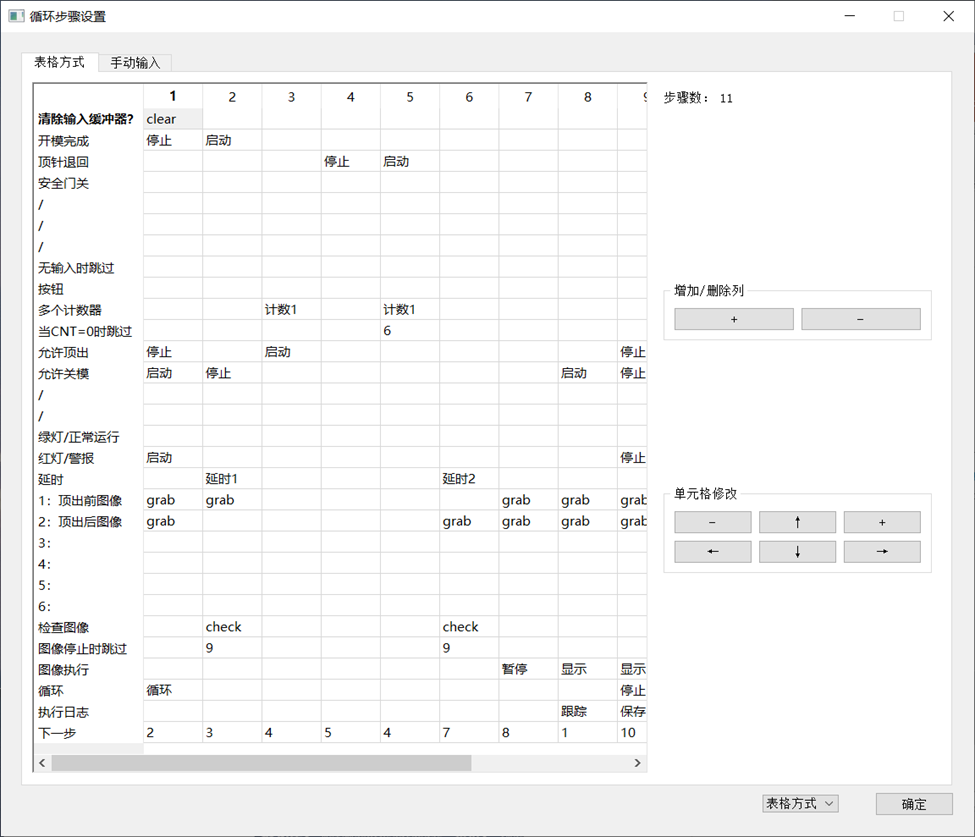 循环步骤设置
表格方式 手动输入
1 2 3 4 5 6 7 8 9
步骤数： 11
清除输入缓冲器? clear
开模完成 停止 启动
顶针退回 停止 启动
安全门关
/
/
/
无输入时跳过
按钮
多个计数器 计数1 计数1
当CNT=0时跳过 6
允许顶出 停止 启动 停止
允许关模 启动 停止 启动 停止
/
/
绿灯/正常运行
红灯/警报 启动 停止
延时 延时1 延时2
1: 顶出前图像 grab grab grab grab grab
2: 顶出后图像 grab grab grab grab grab
3:
4:
5:
6:
检查图像 check check
图像停止时跳过 9 9
图像执行 暂停 显示 显示
循环 循环 停止
执行日志 跟踪 保存
下一步 2 3 4 5 4 7 8 1 10
增加/删除列
+ −
单元格修改
− ↑ +
← ↓ →
表格方式 确定